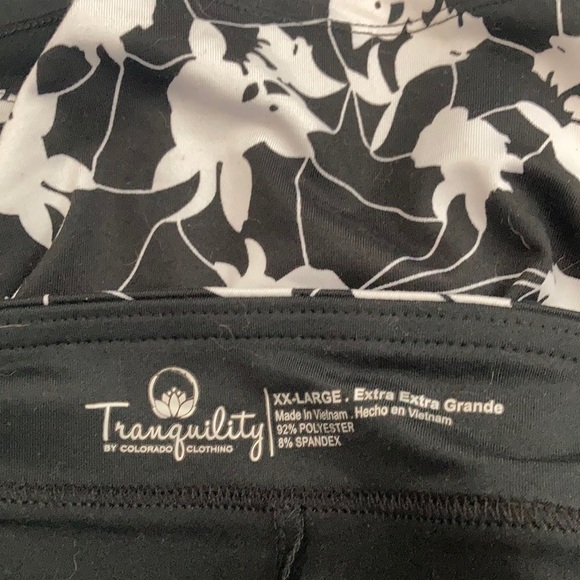 Tranquility
BY COLORADO CLOTHING
XX-LARGE . Extra Extra Grande
Made in Vietnam . Hecho en Vietnam
92% POLYESTER
8% SPANDEX